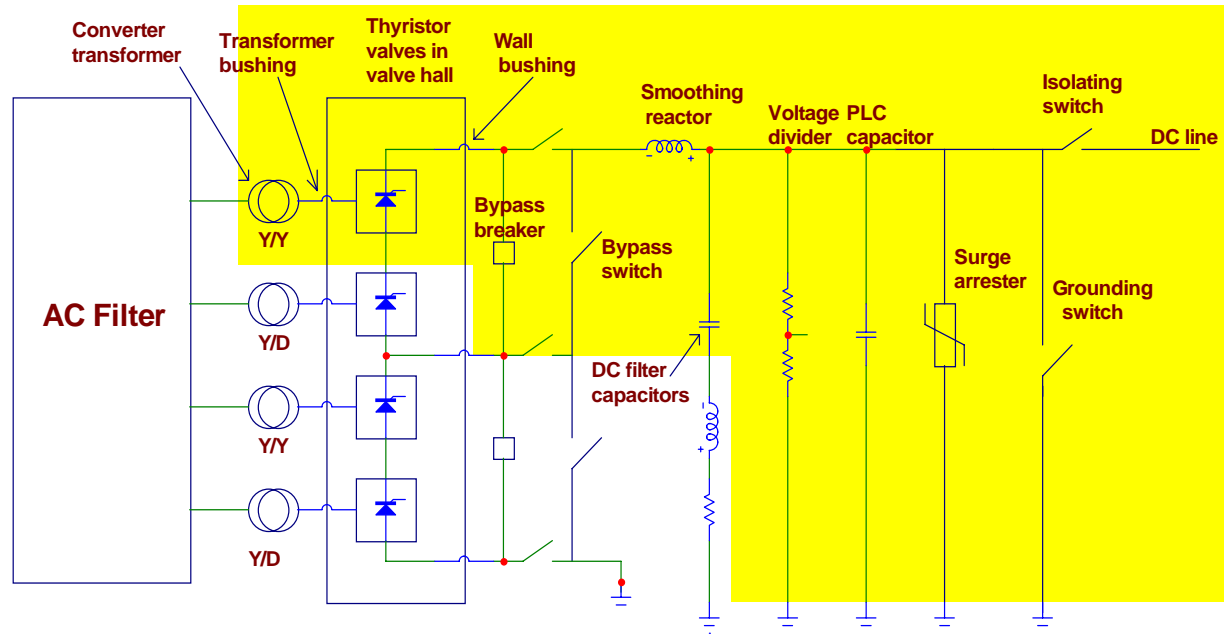 Converter
transformer
Transformer
bushing
Thyristor
valves in
valve hall
Wall
bushing
Smoothing
reactor
Voltage
divider
PLC
capacitor
Isolating
switch
DC line
Y/Y
Bypass
breaker
Bypass
switch
Surge
arrester
Grounding
switch
AC Filter
Y/D
DC filter
capacitors
Y/Y
Y/D